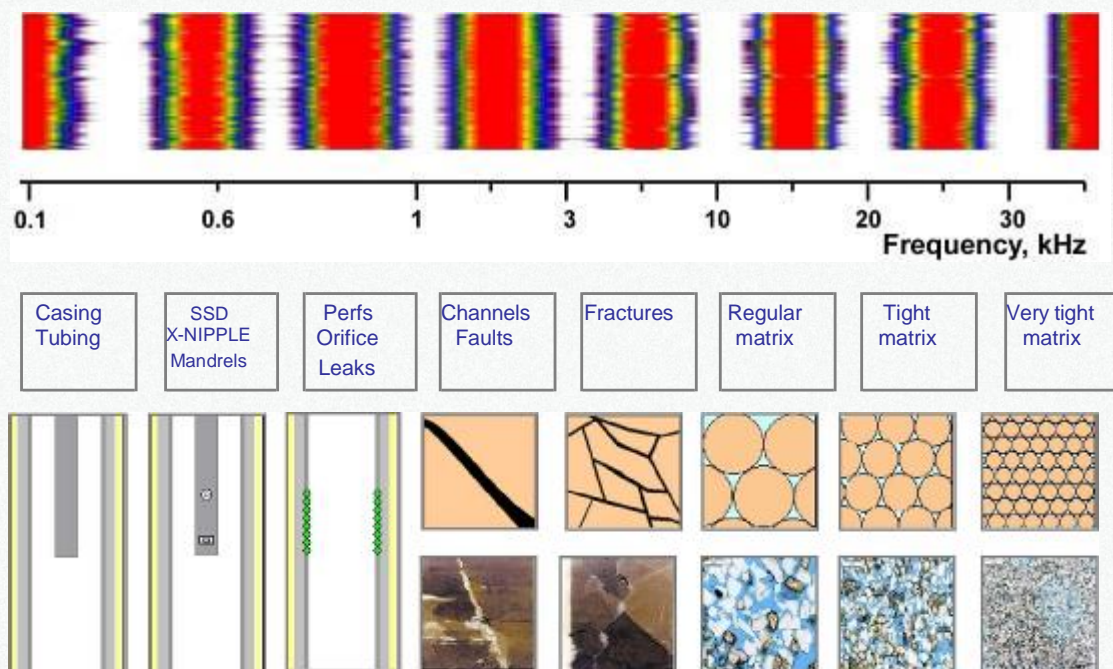 0.1 0.6 1 3 10 20 30
Frequency, kHz
Casing
Tubing
SSD
X-NIPPLE
Mandrels
Perfs
Orifice
Leaks
Channels
Faults
Fractures
Regular
matrix
Tight
matrix
Very tight
matrix